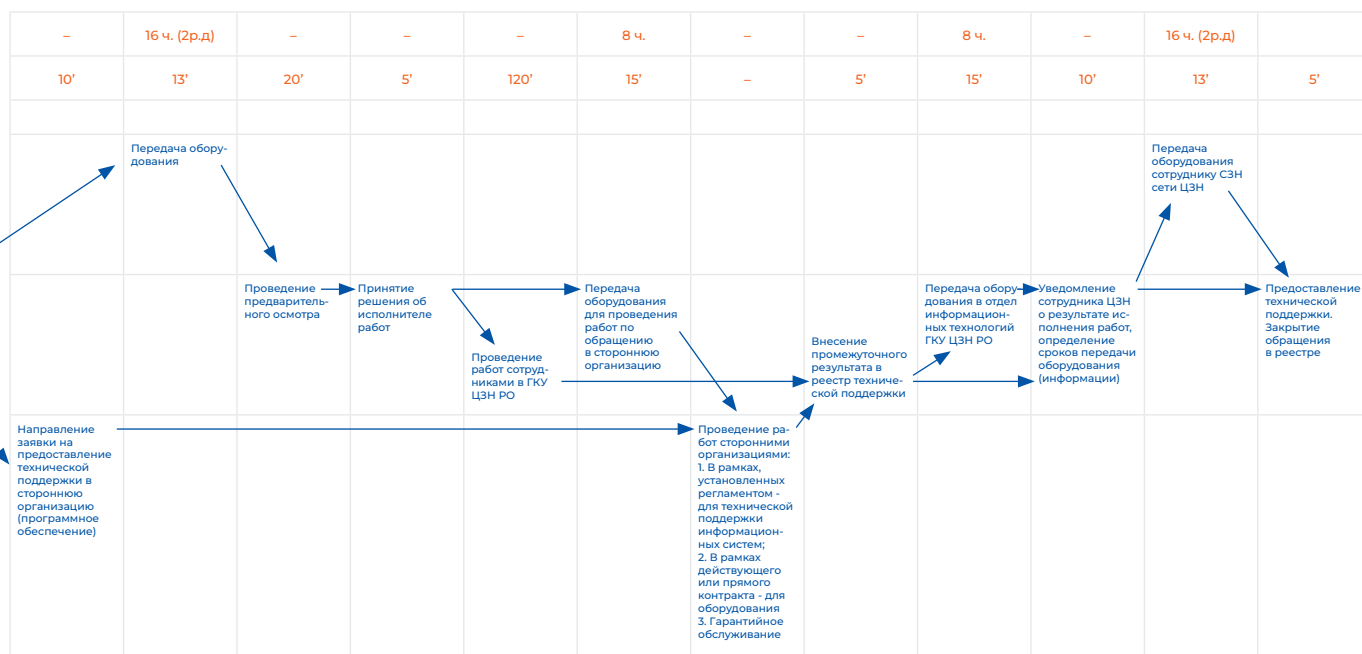 – 16 ч. (2р.д) – – – 8 ч. – – 8 ч. – 16 ч. (2р.д)
10’ 13’ 20’ 5’ 120’ 15’ – 5’ 15’ 10’ 13’ 5’
Передача обору-
дования
Передача
оборудования
сотруднику СЗН
сети ЦЗН
Проведение
предваритель-
ного осмотра
Принятие
решения об
исполнителе
работ
Проведение
работ сотруд-
никами в ГКУ
ЦЗН РО
Передача
оборудования
для проведения
работ по
обращению
в стороннюю
организацию
Внесение
промежуточного
результата в
реестр техниче-
ской поддержки
Передача обору-
дования в отдел
информацион-
ных технологий
ГКУ ЦЗН РО
Уведомление
сотрудника ЦЗН
о результате ис-
полнения работ,
определение
сроков передачи
оборудования
(информации)
Предоставление
технической
поддержки.
Закрытие
обращения
в реестре
Направление
заявки на
предоставление
технической
поддержки в
стороннюю
организацию
(программное
обеспечение)
Проведение ра-
бот сторонними
организациями:
1. В рамках,
установленных
регламентом -
для технической
поддержки
информацион-
ных систем;
2. В рамках
действующего
или прямого
контракта - для
оборудования
3. Гарантийное
обслуживание